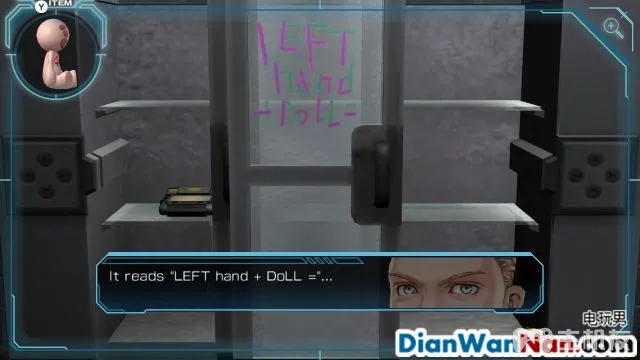 Y ITEM
LEFT
hand
+DoLL=
It reads "LEFT hand + DoLL ="...
电玩男
DianWanNan.com